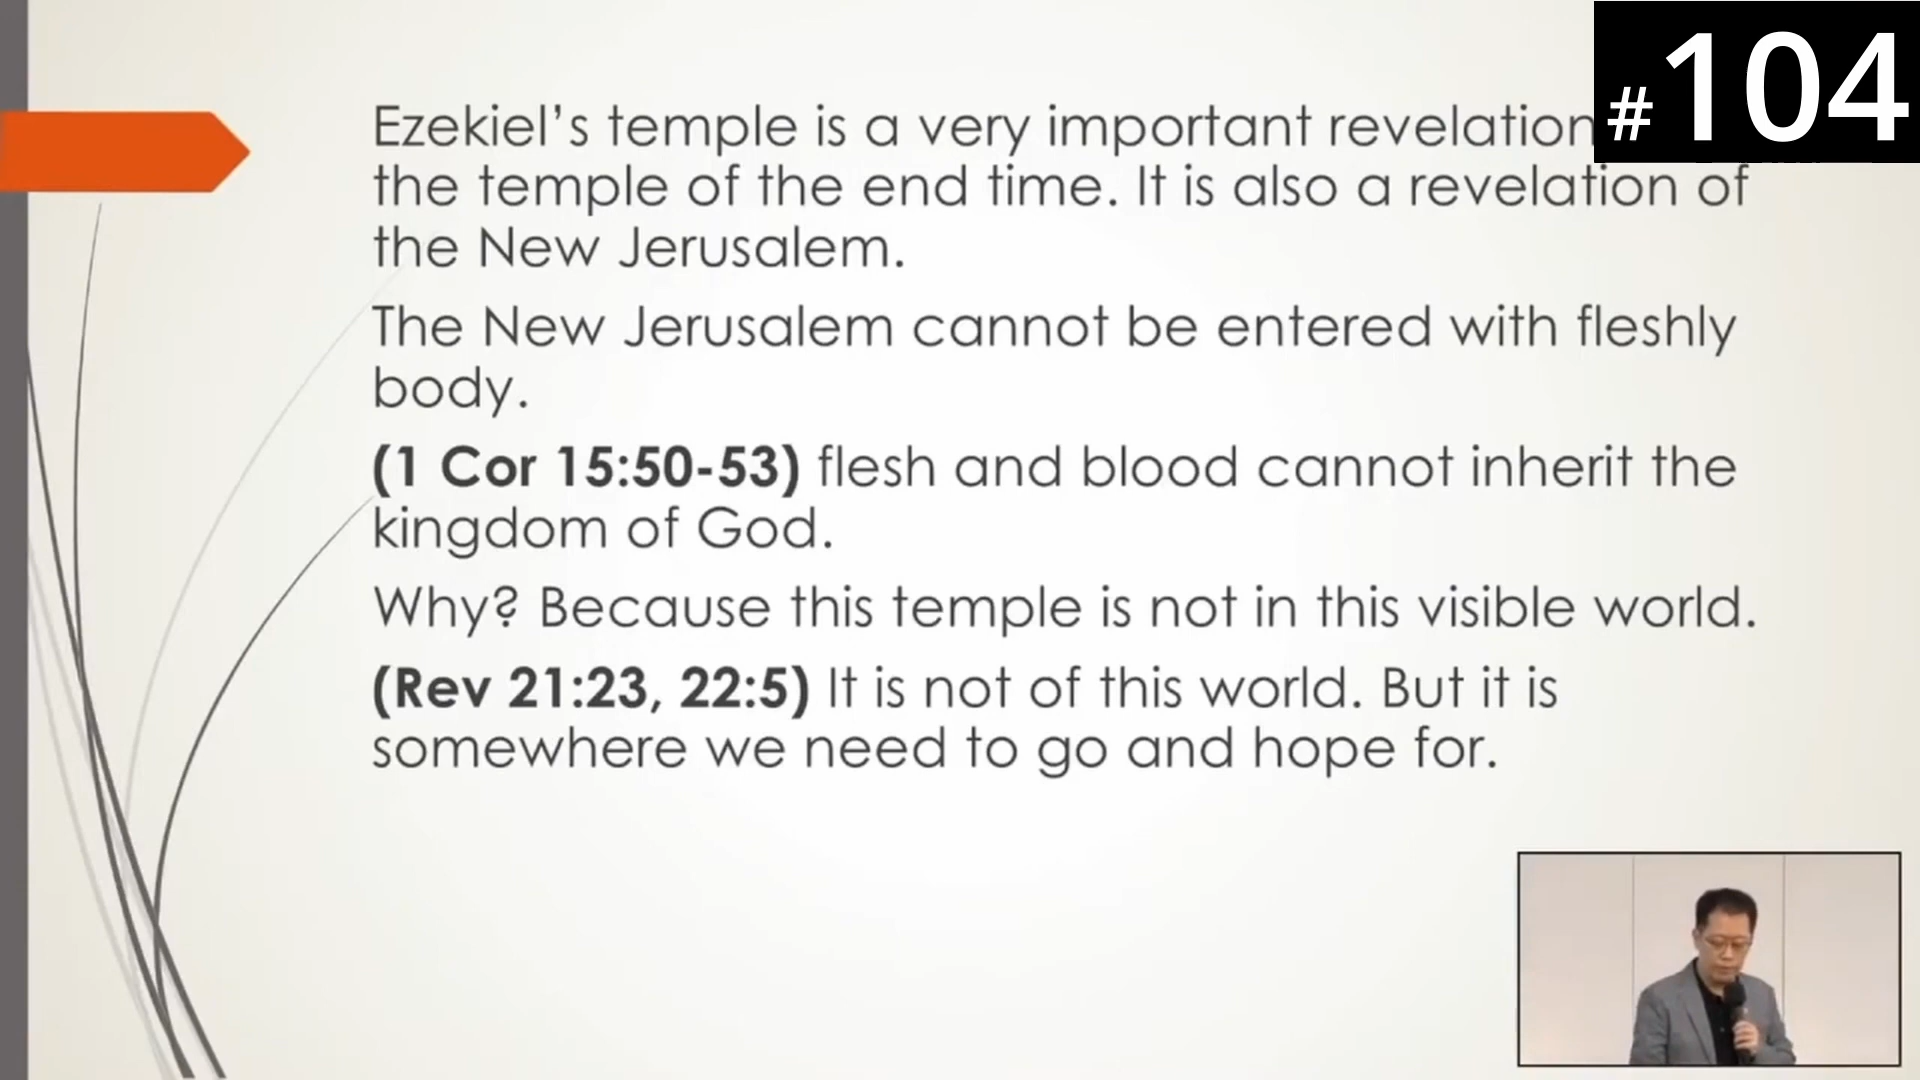 #104
Ezekiel’s temple is a very important revelation
the temple of the end time. It is also a revelation of
the New Jerusalem.
The New Jerusalem cannot be entered with fleshly
body.
(1 Cor 15:50-53) flesh and blood cannot inherit the
kingdom of God.
Why? Because this temple is not in this visible world.
(Rev 21:23, 22:5) It is not of this world. But it is
somewhere we need to go and hope for.